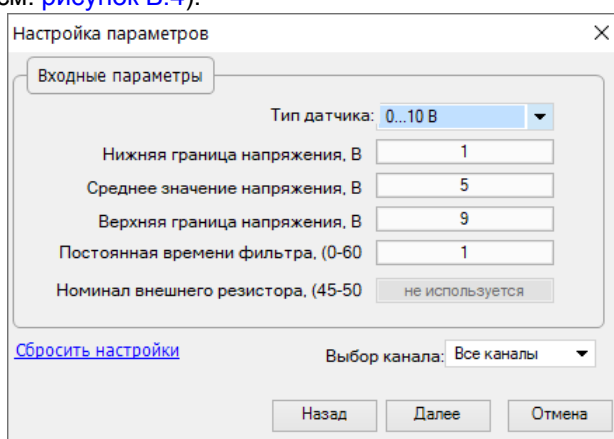 см. рисунок В.4).
Настройка параметров
Входные параметры
Тип датчика: 0...10 В
Нижняя граница напряжения, В 1
Среднее значение напряжения, В 5
Верхняя граница напряжения, В 9
Постоянная времени фильтра, (0-60 1
Номинал внешнего резистора, (45-50 не используется
Сбросить настройки Выбор канала: Все каналы
Назад Далее Отмена